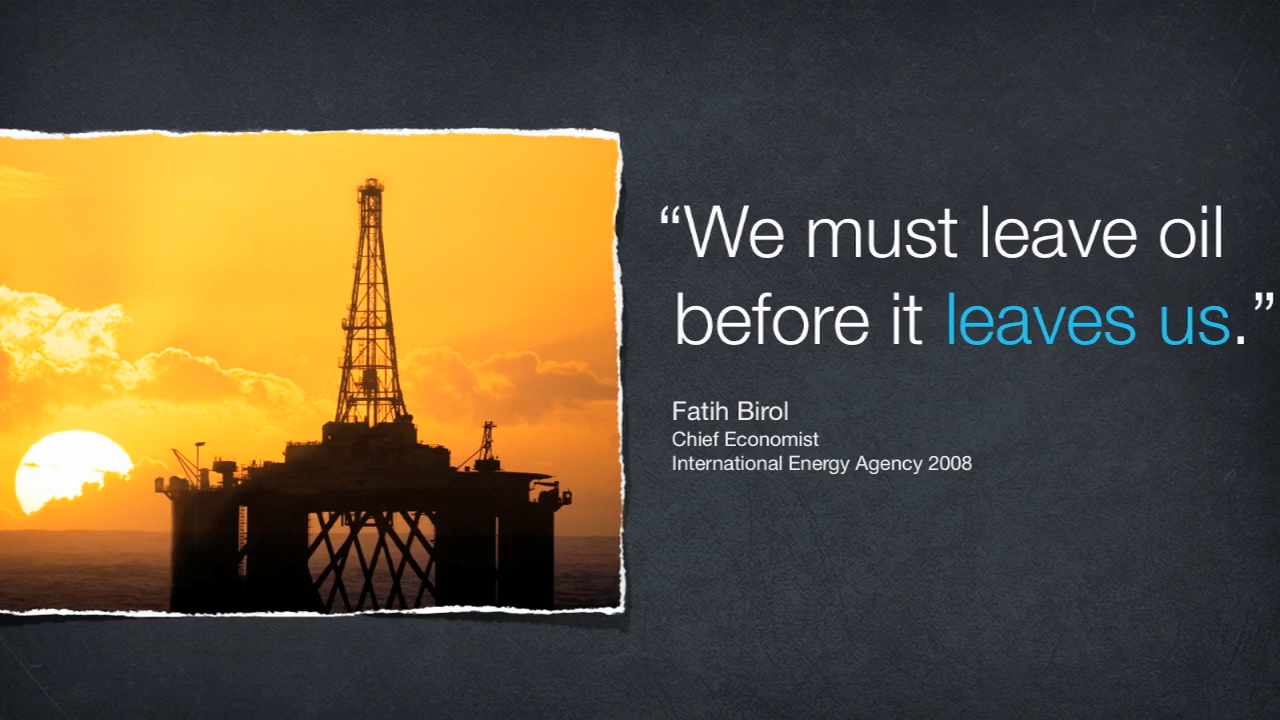 “We must leave oil
before it leaves us.”
Fatih Birol
Chief Economist
International Energy Agency 2008